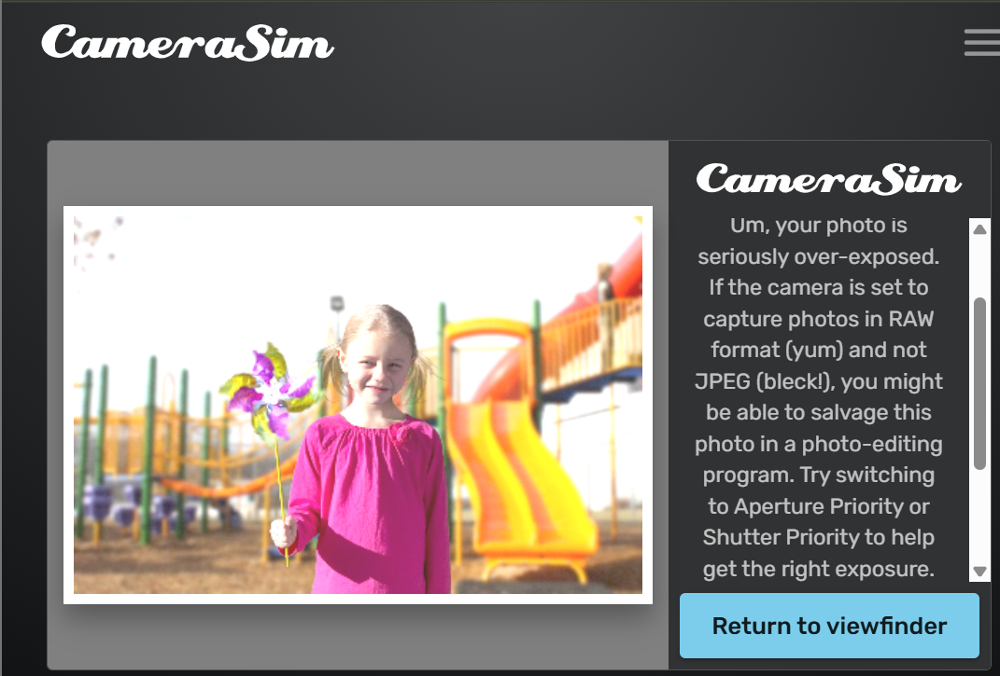 CameraSim
CameraSim
Um, your photo is
seriously over-exposed.
If the camera is set to
capture photos in RAW
format (yum) and not
JPEG (bleck!), you might
be able to salvage this
photo in a photo-editing
program. Try switching
to Aperture Priority or
Shutter Priority to help
get the right exposure.
Return to viewfinder